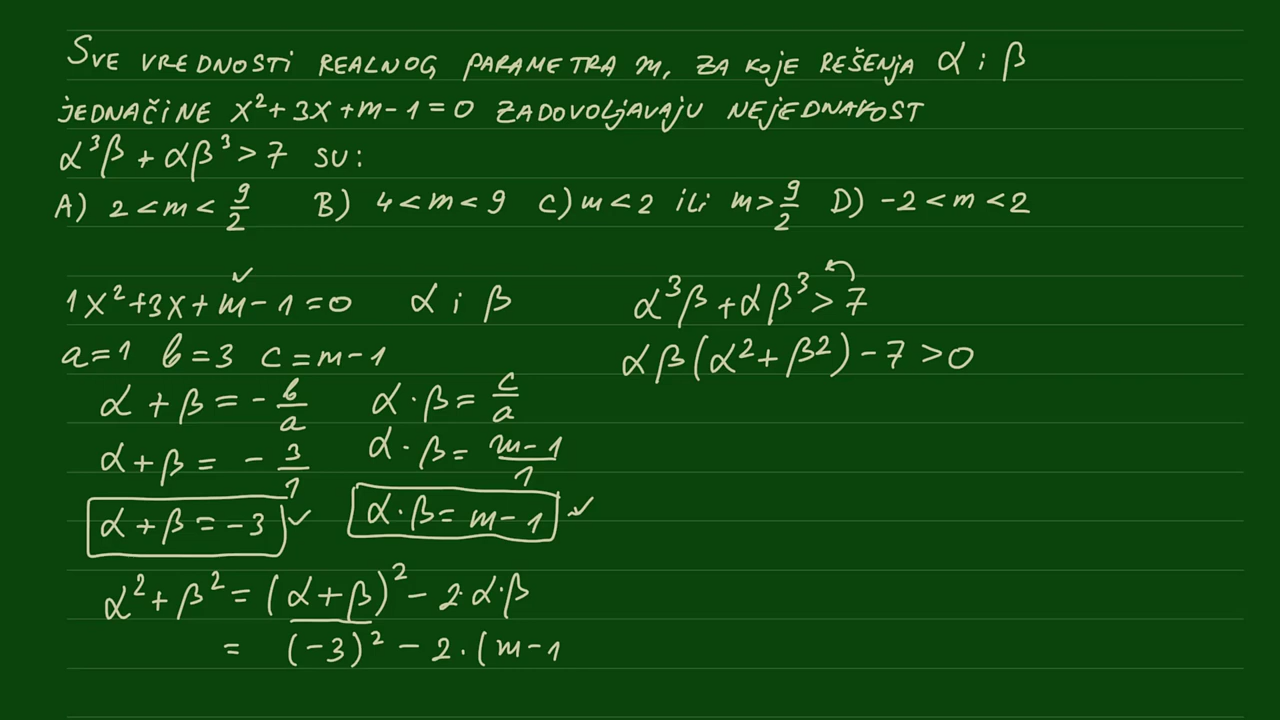 SVE VREDNOSTI REALNOG PARAMETRA m, ZA KOJE REŠENJA α i β
JEDNAČINE x²+3x+m-1=0 ZADOVOLJAVAJU NEJEDNAKOST
α³β + αβ³ > 7 SU:
A) 2 < m < 9/2 B) 4 < m < 9 C) m < 2 ili m > 9/2 D) -2 < m < 2
1x²+3x+m-1=0 α i β
a=1 b=3 c=m-1
α + β = - b/a α · β = c/a
α + β = - 3/1 α · β = m-1/1
α + β = -3 ✓ α · β = m-1 ✓
α² + β² = (α+β)² - 2·α·β
= (-3)² - 2·(m-1
α³β + αβ³ > 7
αβ(α²+β²) - 7 > 0